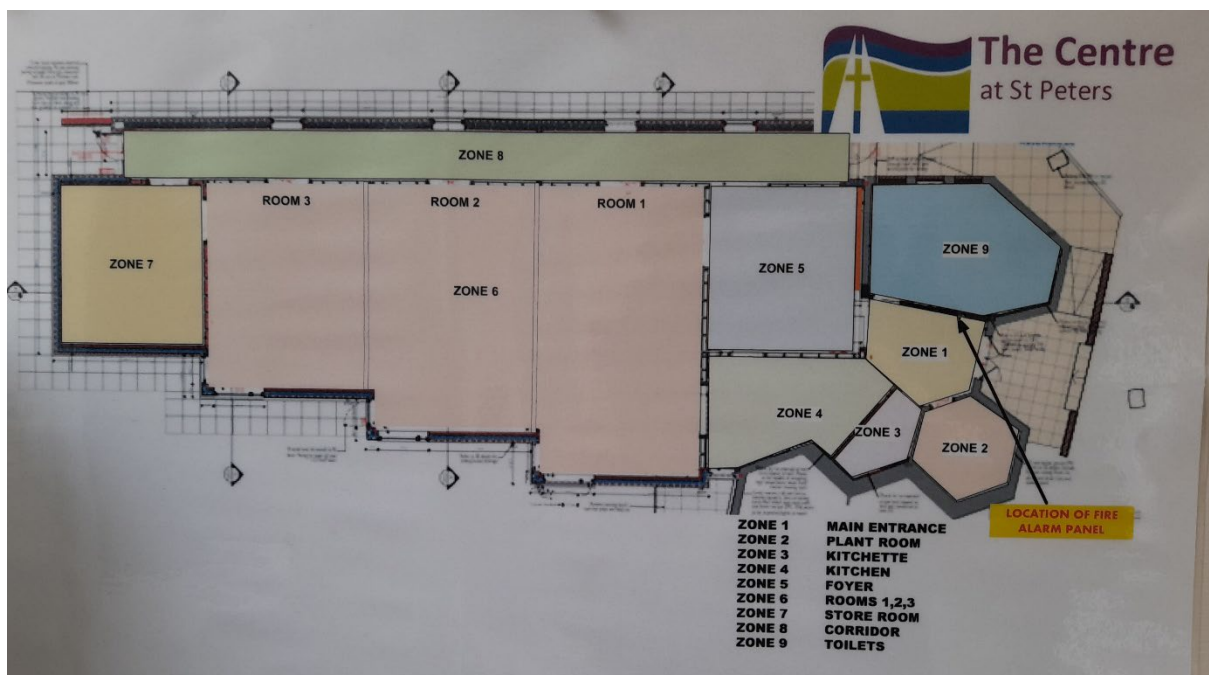 The Centre
at St Peters
ZONE 8
ROOM 3
ROOM 2
ROOM 1
ZONE 7
ZONE 6
ZONE 5
ZONE 9
ZONE 1
ZONE 4
ZONE 3
ZONE 2
LOCATION OF FIRE
ALARM PANEL
ZONE 1 MAIN ENTRANCE
ZONE 2 PLANT ROOM
ZONE 3 KITCHETTE
ZONE 4 KITCHEN
ZONE 5 FOYER
ZONE 6 ROOMS 1,2,3
ZONE 7 STORE ROOM
ZONE 8 CORRIDOR
ZONE 9 TOILETS